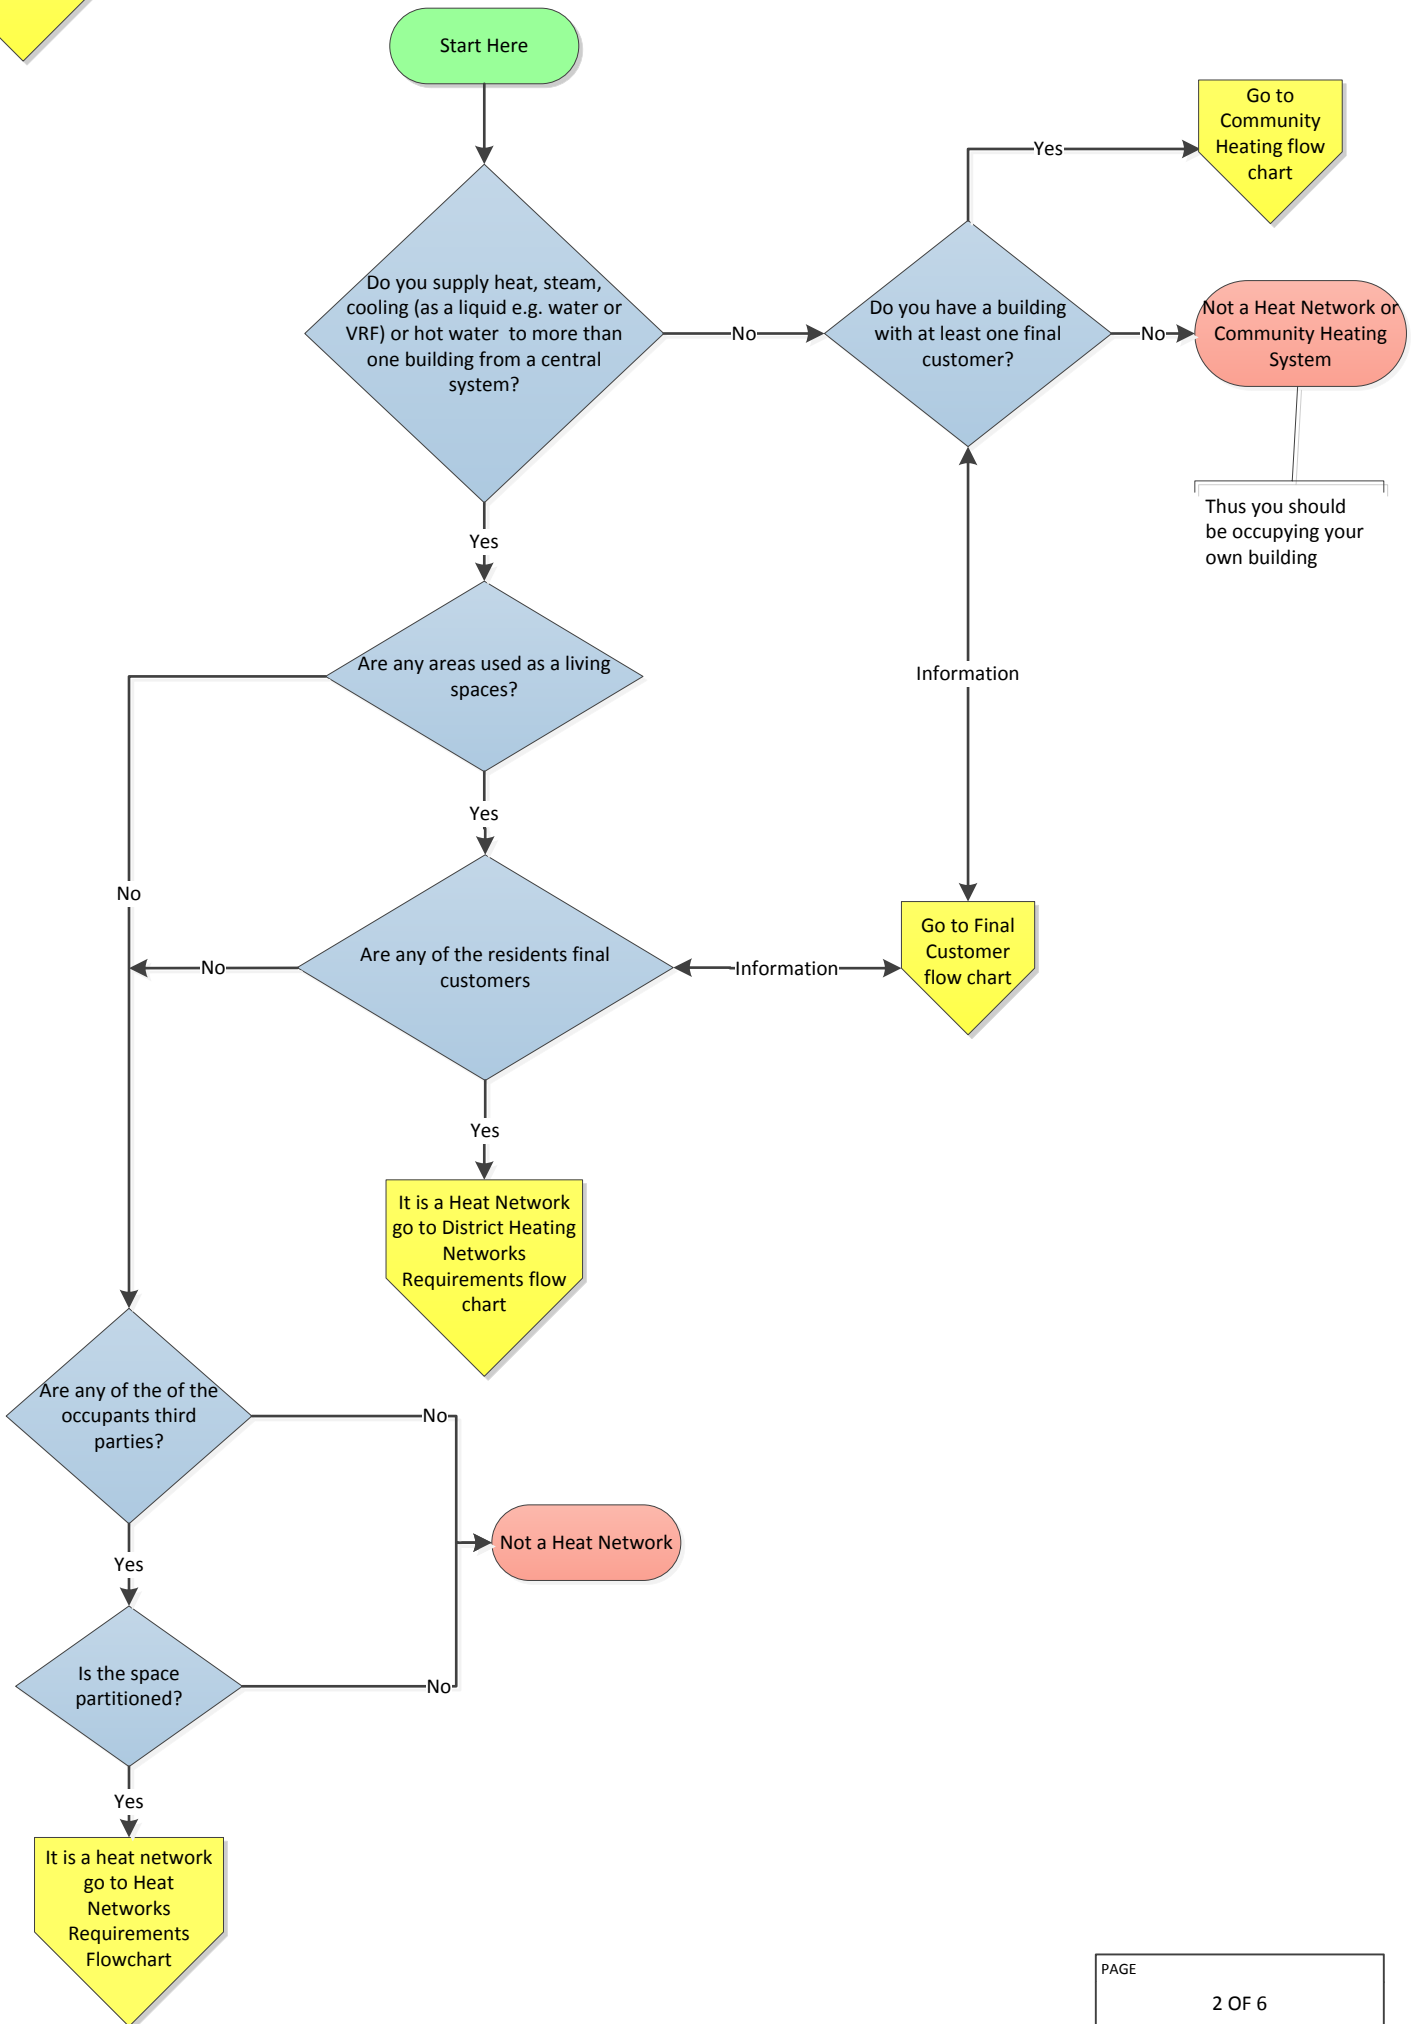 Start Here
Go to
Community
Heating flow
chart
Yes
Do you supply heat, steam,
cooling (as a liquid e.g. water or
VRF) or hot water  to more than
one building from a central
system?
No
Do you have a building
with at least one final
customer?
No
Not a Heat Network or
Community Heating
System
Thus you should
be occupying your
own building
Yes
Are any areas used as a living
spaces?
Information
Yes
No
Are any of the residents final
customers
No
Information
Go to Final
Customer
flow chart
Yes
It is a Heat Network
go to District Heating
Networks
Requirements flow
chart
Are any of the of the
occupants third
parties?
No
Yes
Not a Heat Network
Is the space
partitioned?
No
Yes
It is a heat network
go to Heat
Networks
Requirements
Flowchart
PAGE
2 OF 6